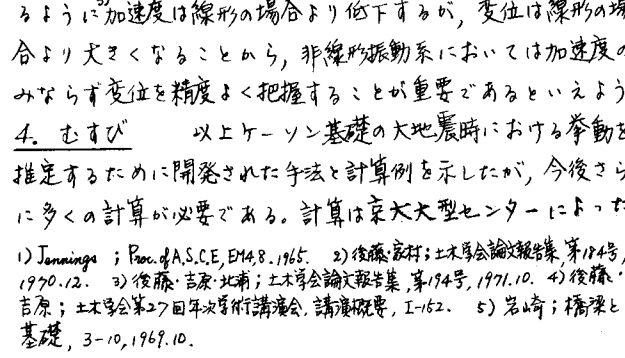 るように加速度は線形の場合より低下するが，変位は線形の場
合より大きくなることから，非線形振動系においては加速度の
みならず変位を精度よく把握することが重要であるといえよう
4. むすび　以上ケーソン基礎の大地震時における挙動を
推定するために開発された手法と計算例を示したが，今後さら
に多くの計算が必要である。計算は京大大型センターによった
1) Jennings ; Proc. of A,S,C,E, EM4,8. 1965. 2) 後藤・家村；土木学会論文報告集，第184号，
1970.12. 3) 後藤・吉原・北浦；土木学会論文報告集，第194号，1971.10. 4) 後藤・
吉原；土木学会第27回年次学術講演会，講演概要，I-152. 5) 岩崎；橋梁と
基礎，3-10, 1969.10.